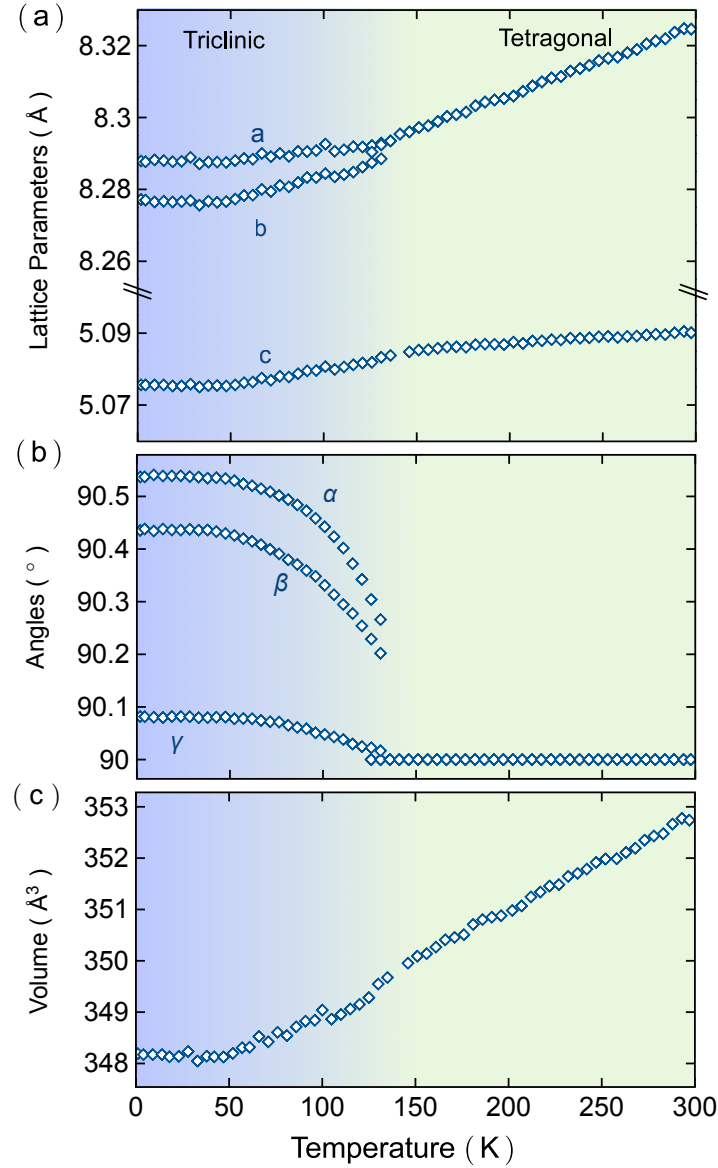 (a)
Triclinic
Tetragonal
8.32
8.3
8.28
8.26
5.09
5.07
Lattice Parameters (Å)
a
b
c
(b)
90.5
90.4
90.3
90.2
90.1
90
Angles (°)
α
β
γ
(c)
353
352
351
350
349
348
Volume (Å³)
0 50 100 150 200 250 300
Temperature (K)